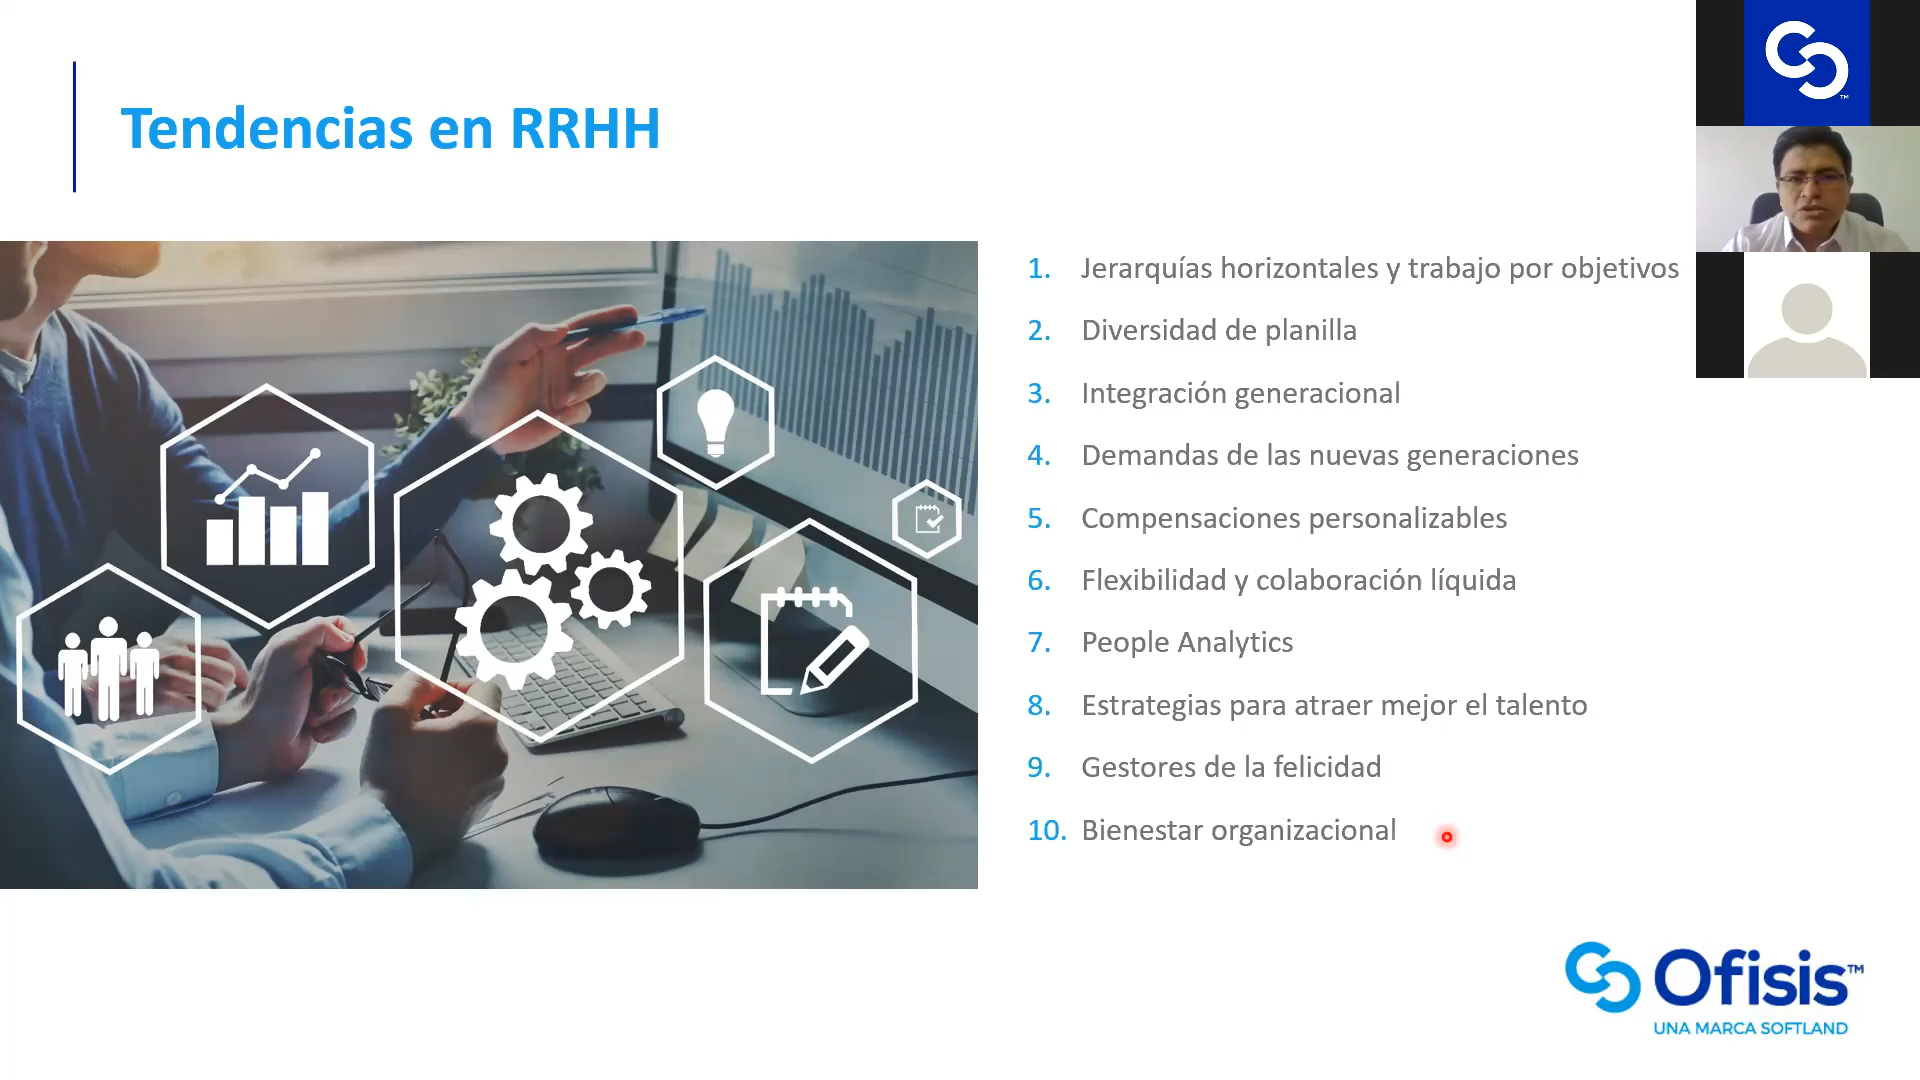 Tendencias en RRHH
1. Jerarquías horizontales y trabajo por objetivos
2. Diversidad de planilla
3. Integración generacional
4. Demandas de las nuevas generaciones
5. Compensaciones personalizables
6. Flexibilidad y colaboración líquida
7. People Analytics
8. Estrategias para atraer mejor el talento
9. Gestores de la felicidad
10. Bienestar organizacional
Ofisis™
UNA MARCA SOFTLAND
™